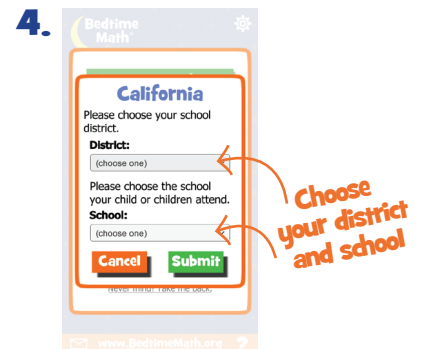 4.
Bedtime
Math
California
Please choose your school
district.
District:
(choose one)
Please choose the school
your child or children attend.
School:
(choose one)
Cancel
Submit
Never mind! Take me back.
www.BedtimeMath.org
?
Choose
your district
and school